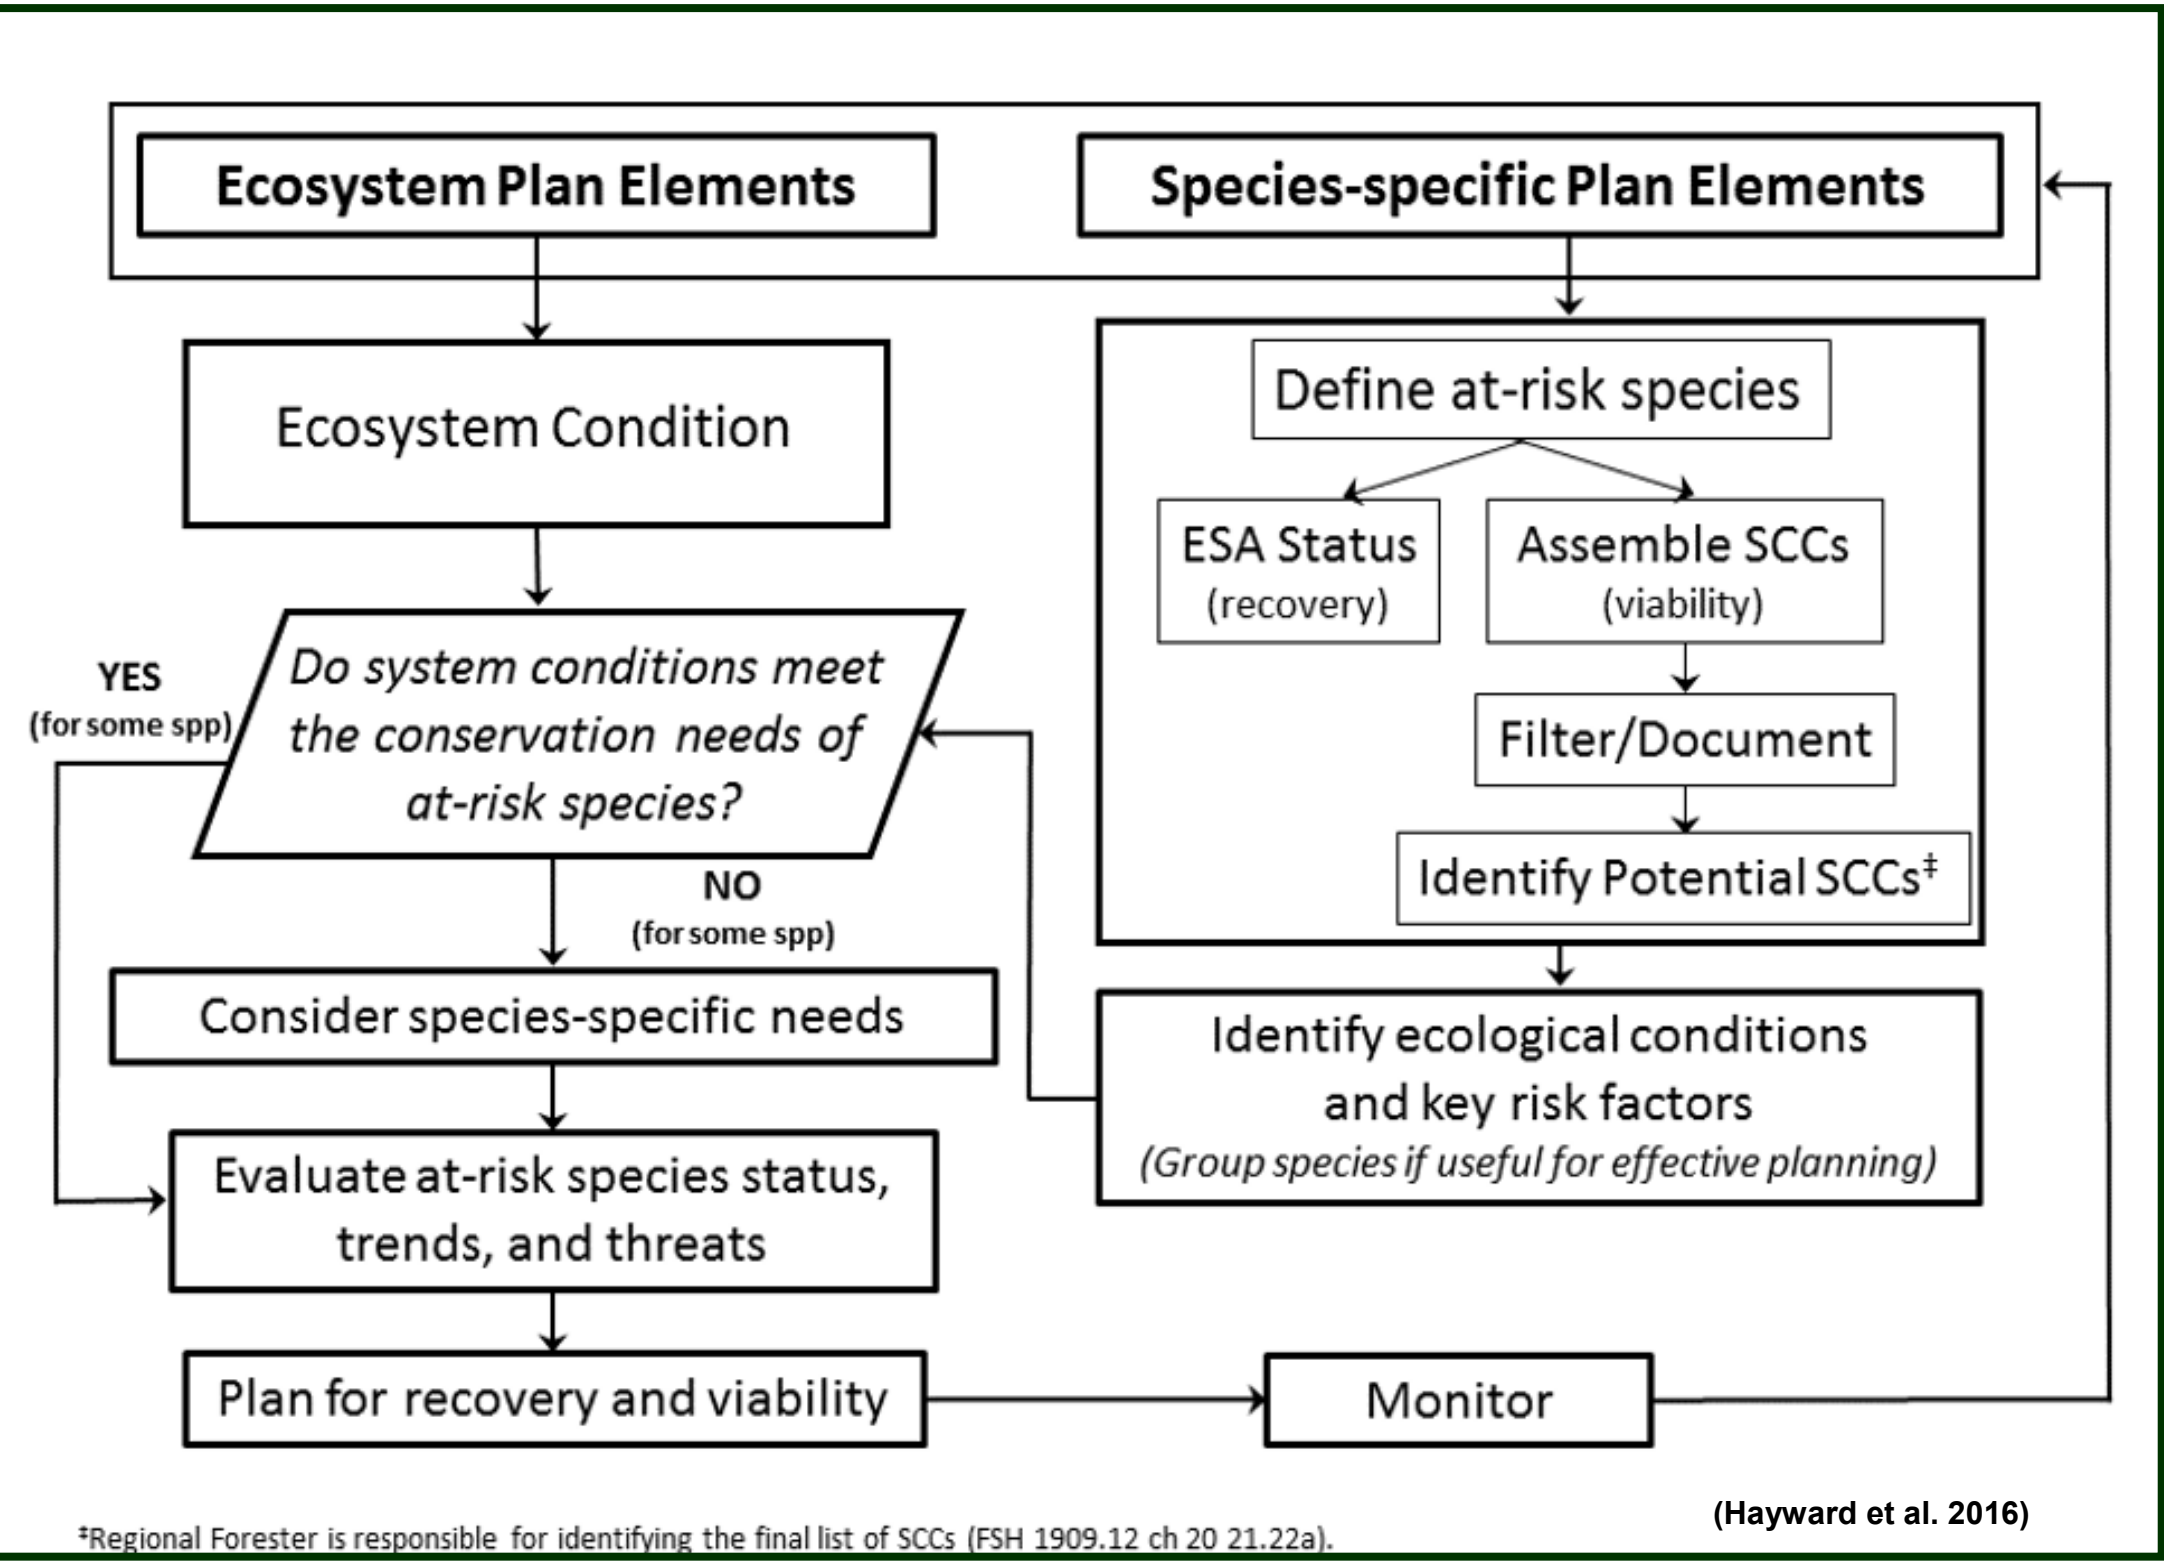 Ecosystem Plan Elements
Species-specific Plan Elements
Ecosystem Condition
Define at-risk species
ESA Status
(recovery)
Assemble SCCs
(viability)
Filter/Document
Identify Potential SCCs‡
Do system conditions meet
the conservation needs of
at-risk species?
YES
(for some spp)
NO
(for some spp)
Consider species-specific needs
Identify ecological conditions
and key risk factors
(Group species if useful for effective planning)
Evaluate at-risk species status,
trends, and threats
Plan for recovery and viability
Monitor
(Hayward et al. 2016)
‡Regional Forester is responsible for identifying the final list of SCCs (FSH 1909.12 ch 20 21.22a).